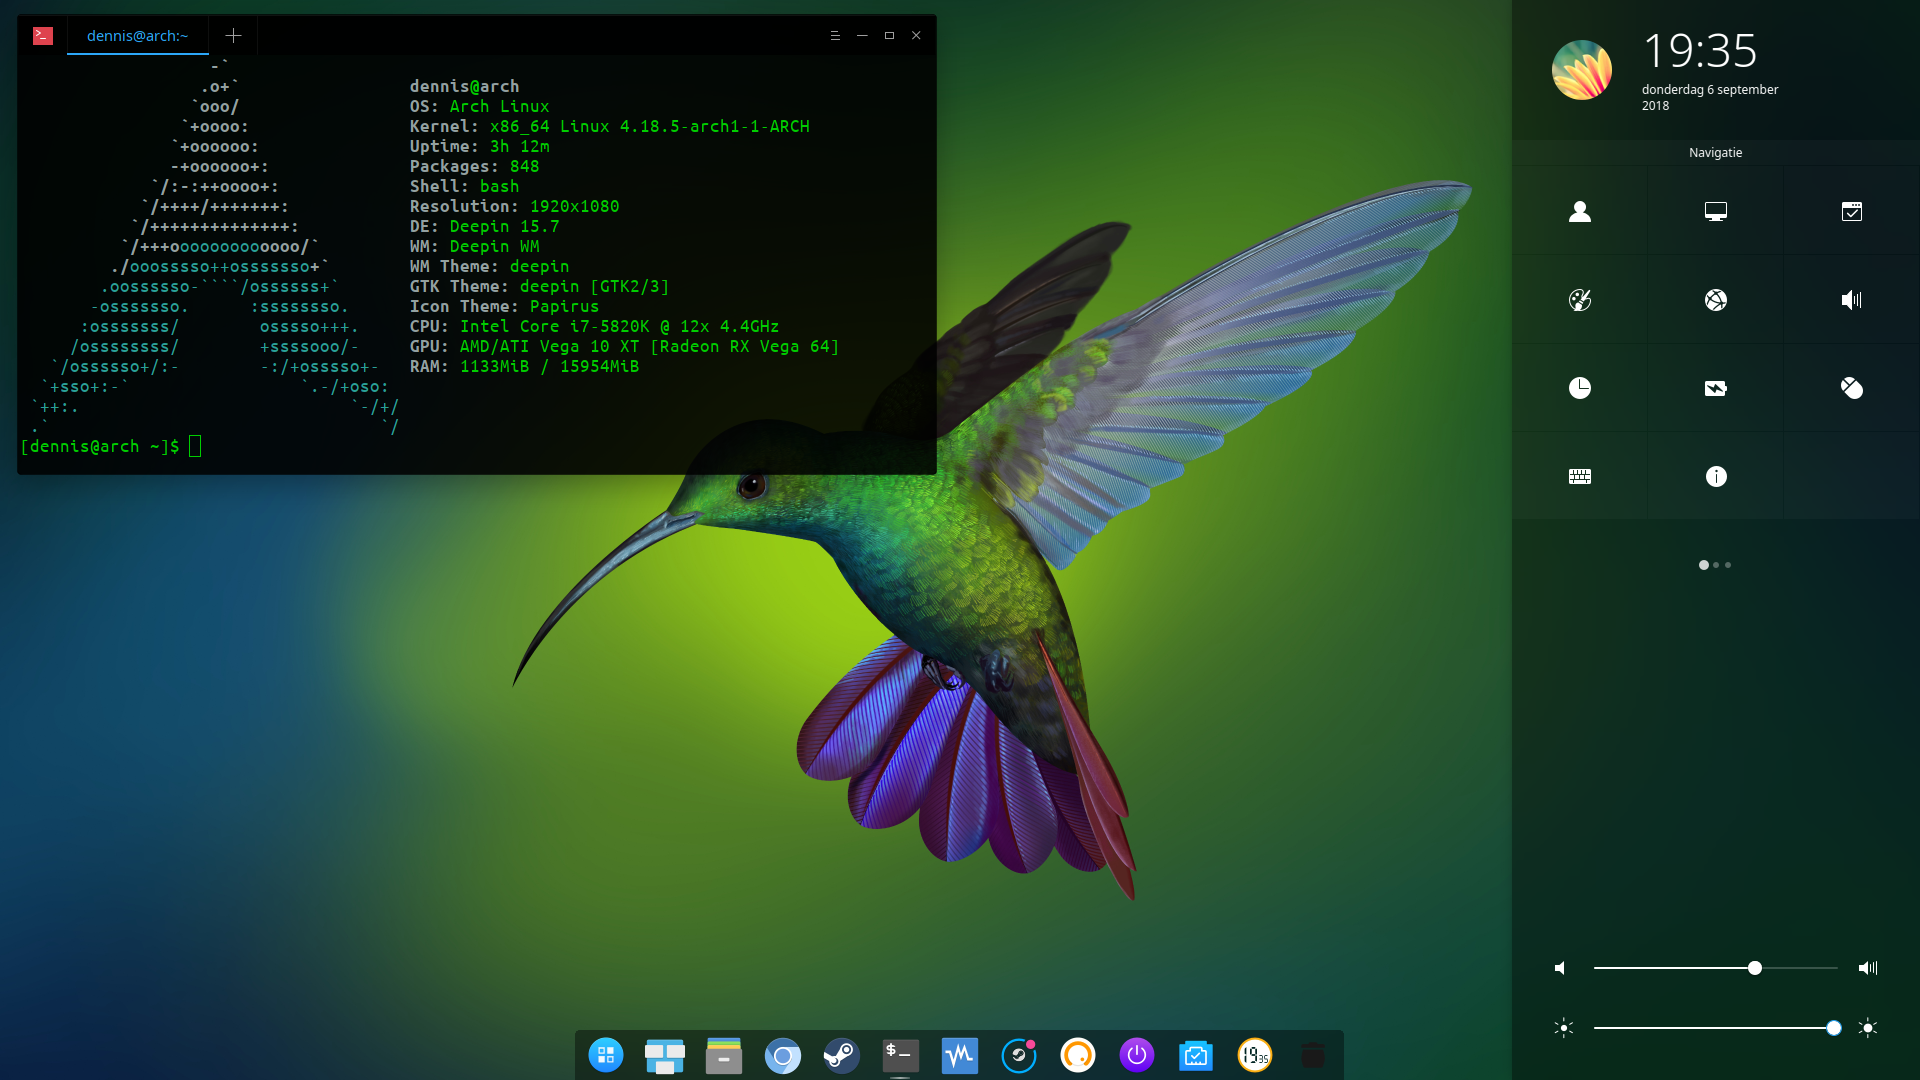 dennis@arch:~
-`
.o+`
`ooo/
`+oooo:
`+oooooo:
-+oooooo+:
`/:-:++oooo+:
`/++++/+++++++:
`/++++++++++++++:
`/+++ooooooooooooo/`
./ooosssso++osssssso+`
.oossssso-````/ossssss+`
-osssssso.      :ssssssso.
:osssssss/        osssso+++.
/ossssssss/        +ssssooo/-
`/ossssso+/:-        -:/+osssso+-
`+sso+:-`                 `.-/+oso:
`++:.                           `-/+/
.`                                 `/
dennis@arch
OS: Arch Linux
Kernel: x86_64 Linux 4.18.5-arch1-1-ARCH
Uptime: 3h 12m
Packages: 848
Shell: bash
Resolution: 1920x1080
DE: Deepin 15.7
WM: Deepin WM
WM Theme: deepin
GTK Theme: deepin [GTK2/3]
Icon Theme: Papirus
CPU: Intel Core i7-5820K @ 12x 4.4GHz
GPU: AMD/ATI Vega 10 XT [Radeon RX Vega 64]
RAM: 1133MiB / 15954MiB
[dennis@arch ~]$
19:35
donderdag 6 september
2018
Navigatie
$_
19 35